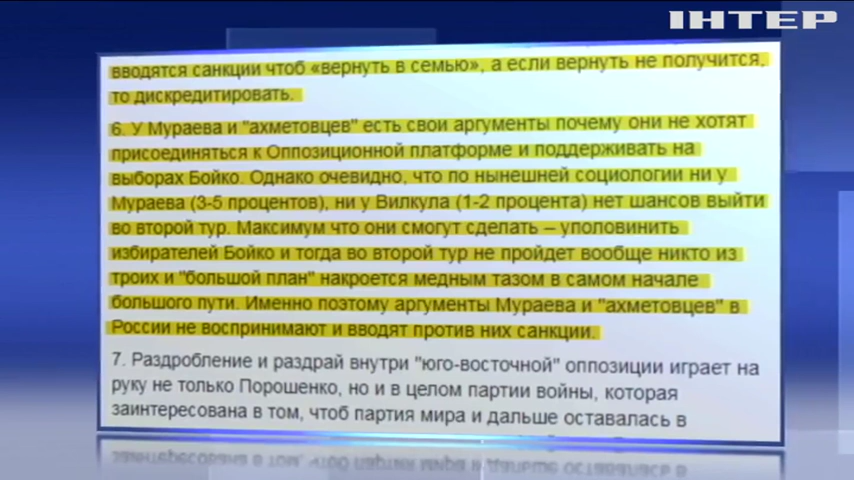 ІНТЕР
вводятся санкции чтоб «вернуть в семью», а если вернуть не получится,
то дискредитировать.
6. У Мураева и "ахметовцев" есть свои аргументы почему они не хотят
присоединяться к Оппозиционной платформе и поддерживать на
выборах Бойко. Однако очевидно, что по нынешней социологии ни у
Мураева (3-5 процентов), ни у Вилкула (1-2 процента) нет шансов выйти
во второй тур. Максимум что они смогут сделать – уполовинить
избирателей Бойко и тогда во второй тур не пройдет вообще никто из
троих и "большой план" накроется медным тазом в самом начале
большого пути. Именно поэтому аргументы Мураева и "ахметовцев" в
России не воспринимают и вводят против них санкции.
7. Раздробление и раздрай внутри "юго-восточной" оппозиции играет на
руку не только Порошенко, но и в целом партии войны, которая
заинтересована в том, чтоб партия мира и дальше оставалась в